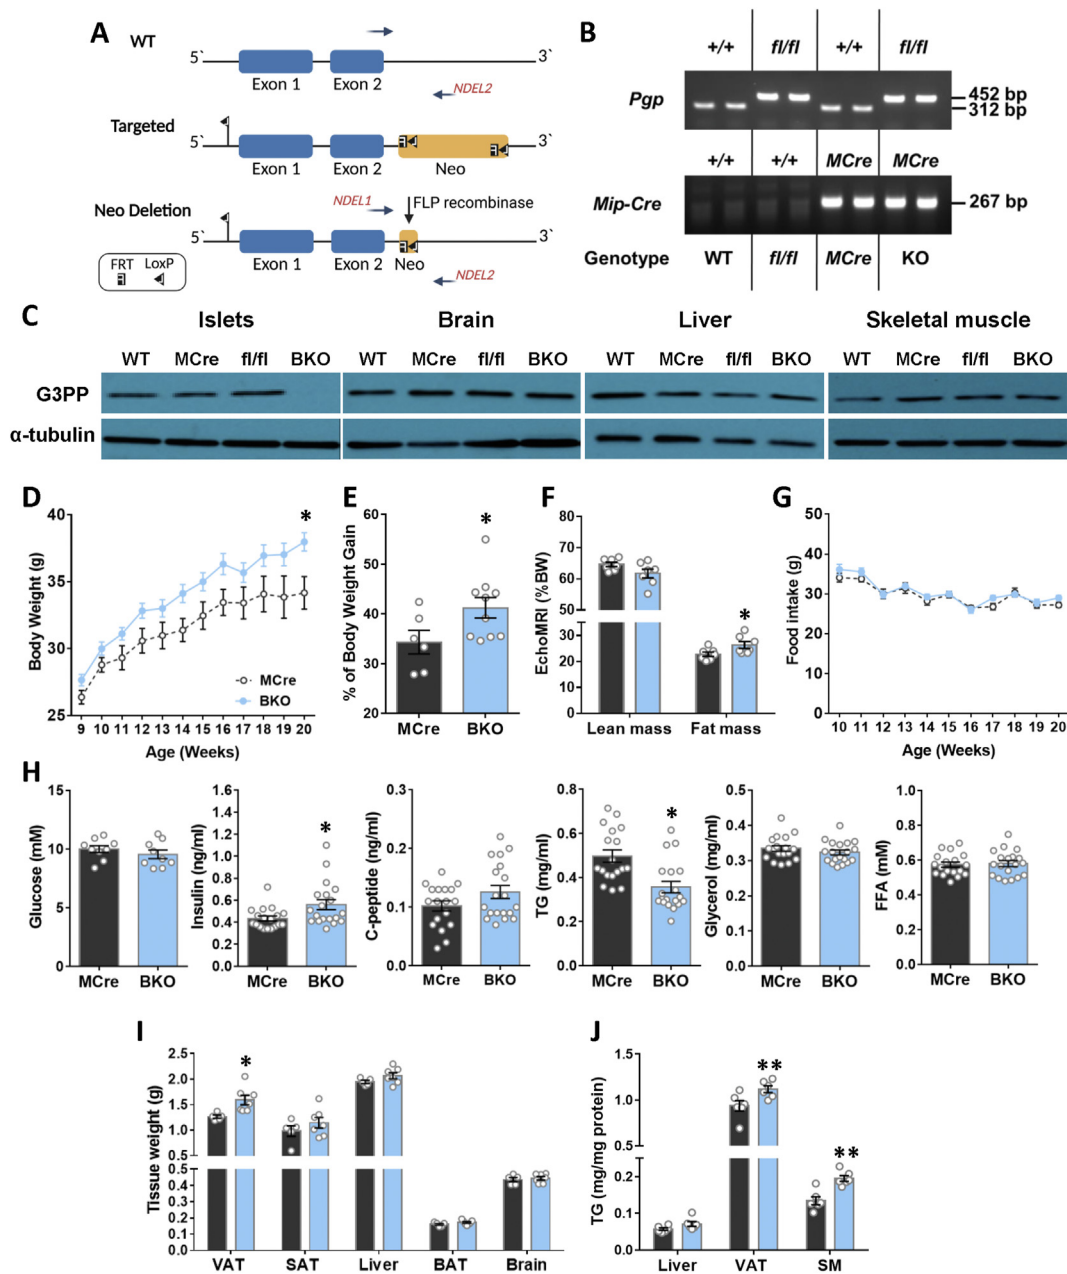 A
WT
5`
3`
Exon 1
Exon 2
NDEL2
Targeted
5`
3`
Exon 1
Exon 2
Neo
NDEL1
FLP recombinase
Neo Deletion
5`
3`
Exon 1
Exon 2
Neo
FRT
LoxP
NDEL2
B
+/+
fl/fl
+/+
fl/fl
Pgp
452 bp
312 bp
+/+
+/+
MCre
MCre
Mip-Cre
267 bp
Genotype
WT
fl/fl
MCre
KO
C
Islets
Brain
Liver
Skeletal muscle
WT MCre fl/fl BKO
WT MCre fl/fl BKO
WT MCre fl/fl BKO
WT MCre fl/fl BKO
G3PP
α-tubulin
D
Body Weight (g)
40
35
30
25
*
MCre
BKO
9 10 11 12 13 14 15 16 17 18 19 20
Age (Weeks)
E
% of Body Weight Gain
60
50
40
30
20
*
MCre BKO
F
EchoMRI (%BW)
80
70
60
50
30
20
10
0
*
Lean mass Fat mass
G
Food intake (g)
50
40
30
20
10
0
10 11 12 13 14 15 16 17 18 19 20
Age (Weeks)
H
Glucose (mM)
15
10
5
0
MCre BKO
Insulin (ng/ml)
1.6
1.4
1.2
1.0
0.8
0.6
0.4
0.2
0.0
*
MCre BKO
C-peptide (ng/ml)
0.3
0.2
0.1
0.0
MCre BKO
TG (mg/ml)
0.8
0.6
0.4
0.2
0.0
*
MCre BKO
Glycerol (mg/ml)
0.6
0.4
0.2
0.0
MCre BKO
FFA (mM)
1.0
0.8
0.6
0.4
0.2
0.0
MCre BKO
I
Tissue weight (g)
2.5
2.0
1.5
1.0
0.5
0.5
0.4
0.3
0.2
0.1
0.0
*
VAT SAT Liver BAT Brain
J
TG (mg/mg protein)
1.5
1.0
0.5
0.2
0.1
0.0
**
**
Liver VAT SM